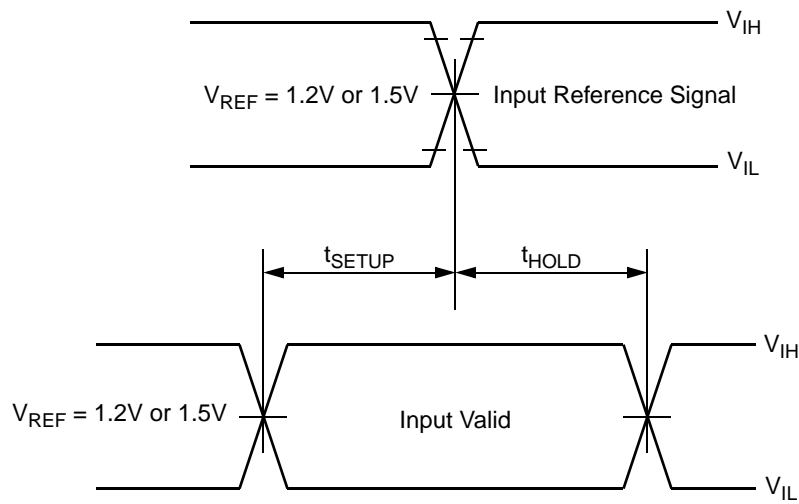 V_IH
V_REF = 1.2V or 1.5V
Input Reference Signal
V_IL
t_SETUP
t_HOLD
V_IH
V_REF = 1.2V or 1.5V
Input Valid
V_IL